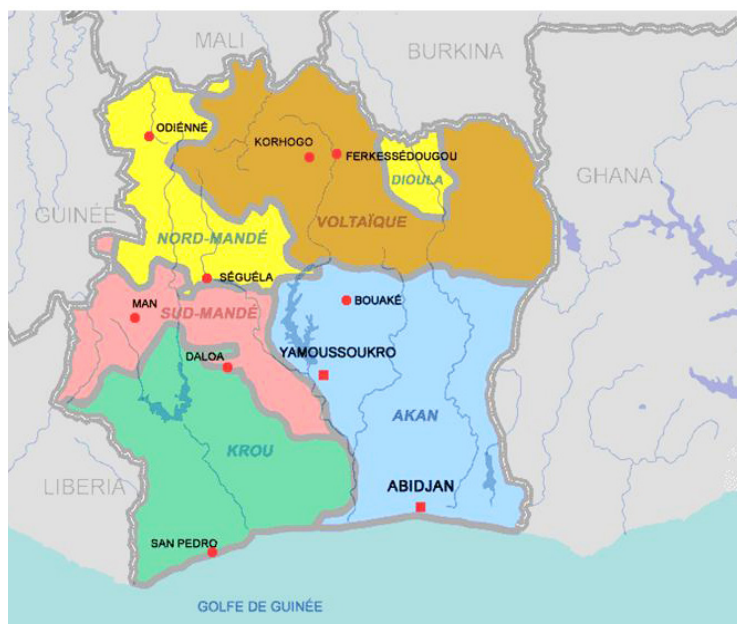 MALI
BURKINA
ODIÉNNÉ
KORHOGO
FERKESSÉDOUGOU
DIOULA
GHANA
GUINÉE
VOLTAÏQUE
NORD-MANDÉ
SÉGUÉLA
MAN
SUD-MANDÉ
BOUAKÉ
YAMOUSSOUKRO
DALOA
AKAN
KROU
LIBERIA
ABIDJAN
SAN PEDRO
GOLFE DE GUINÉE